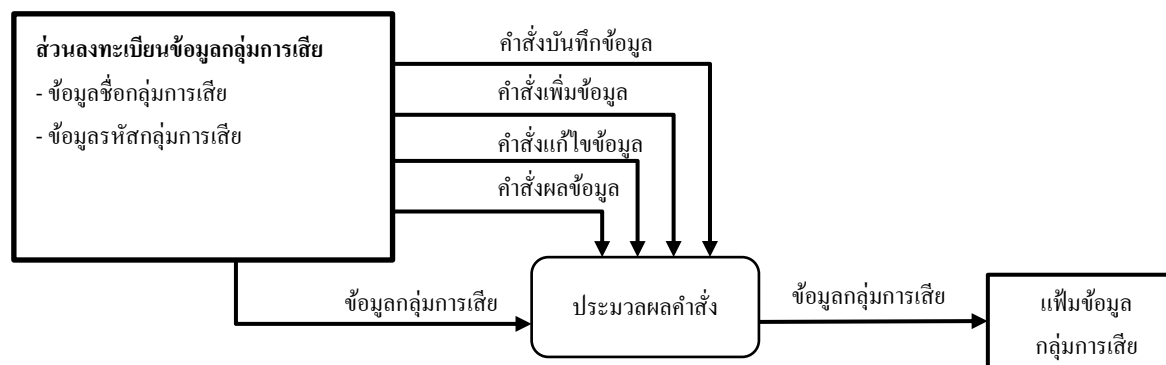 ส่วนลงทะเบียนข้อมูลกลุ่มการเสีย
- ข้อมูลชื่อกลุ่มการเสีย
- ข้อมูลรหัสกลุ่มการเสีย
คำสั่งบันทึกข้อมูล
คำสั่งเพิ่มข้อมูล
คำสั่งแก้ไขข้อมูล
คำสั่งผลข้อมูล
ข้อมูลกลุ่มการเสีย
ประมวลผลคำสั่ง
ข้อมูลกลุ่มการเสีย
แฟ้มข้อมูล
กลุ่มการเสีย